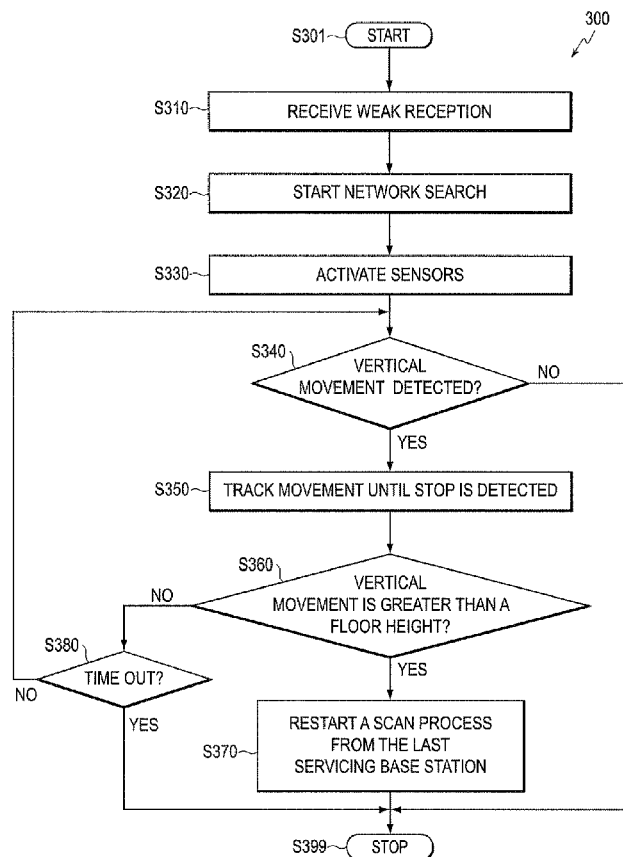 300
S301 START
S310 RECEIVE WEAK RECEPTION
S320 START NETWORK SEARCH
S330 ACTIVATE SENSORS
S340
VERTICAL
MOVEMENT DETECTED?
NO
YES
S350 TRACK MOVEMENT UNTIL STOP IS DETECTED
S360
VERTICAL
MOVEMENT IS GREATER THAN A
FLOOR HEIGHT?
NO
YES
S380
TIME OUT?
NO
YES
S370
RESTART A SCAN PROCESS
FROM THE LAST
SERVICING BASE STATION
S399 STOP